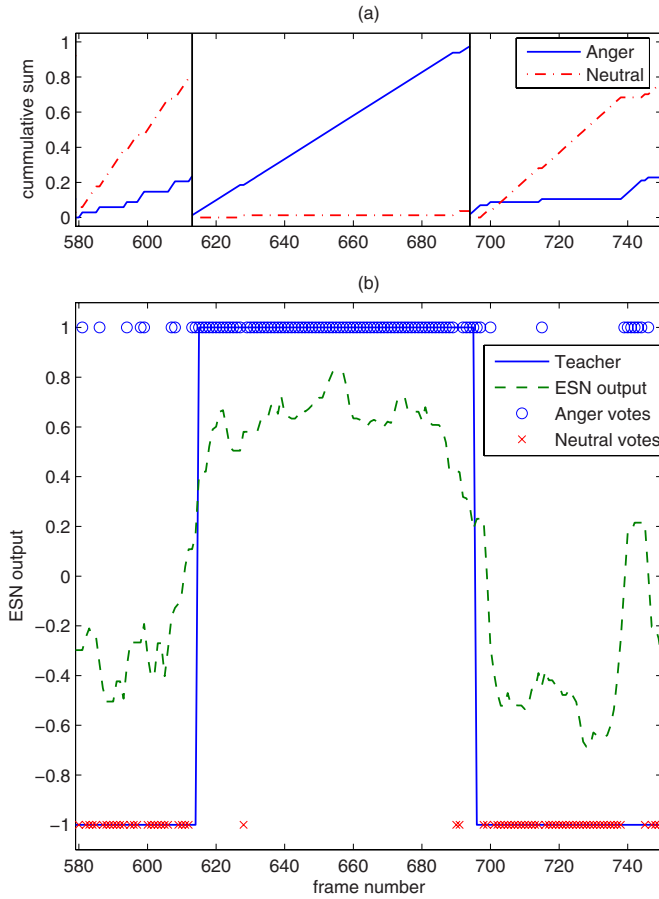 (a)
cummulative sum
1
0.8
0.6
0.4
0.2
0
Anger
Neutral
580 600 620 640 660 680 700 720 740
(b)
ESN output
1
0.8
0.6
0.4
0.2
0
−0.2
−0.4
−0.6
−0.8
−1
Teacher
ESN output
Anger votes
Neutral votes
580 600 620 640 660 680 700 720 740
frame number